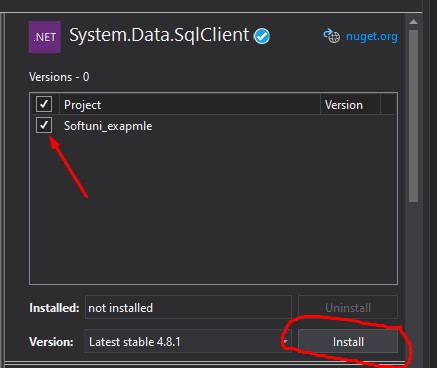 .NET System.Data.SqlClient nuget.org
Versions - 0
Project Version
Softuni_exapmle
Installed: not installed Uninstall
Version: Latest stable 4.8.1 Install